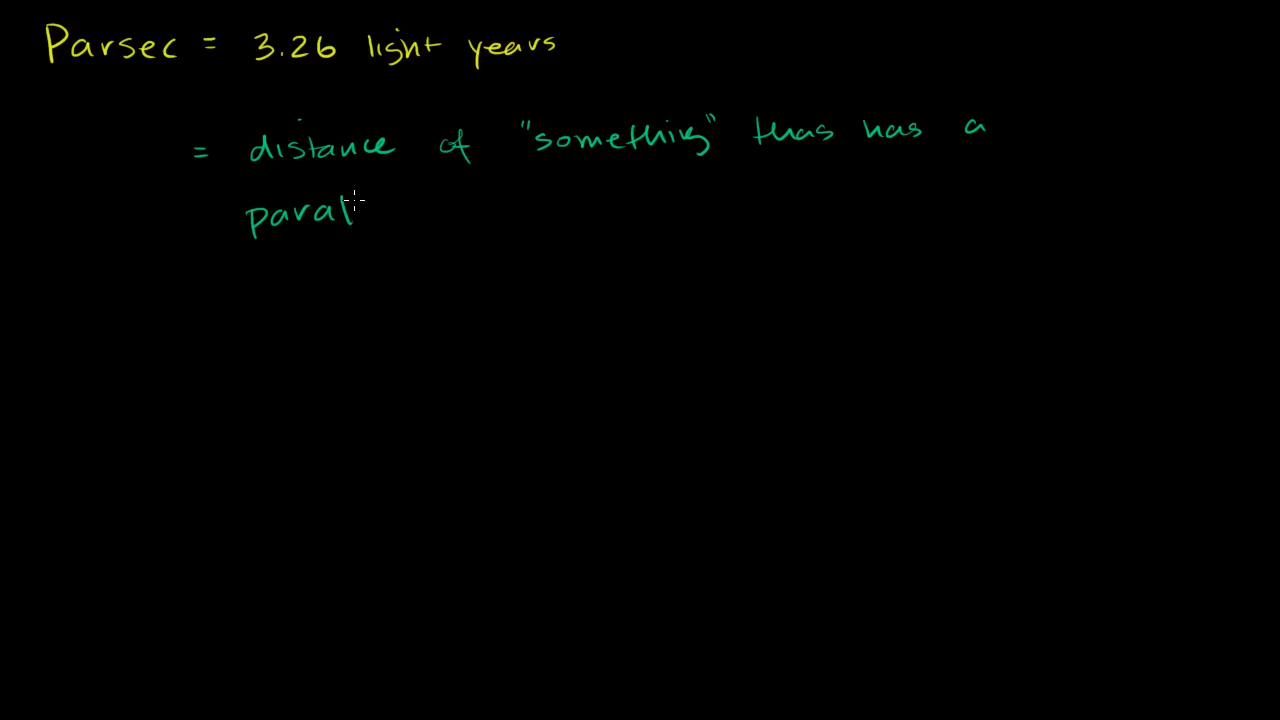 Parsec = 3.26 light years
= distance of "something" thas has a
paral